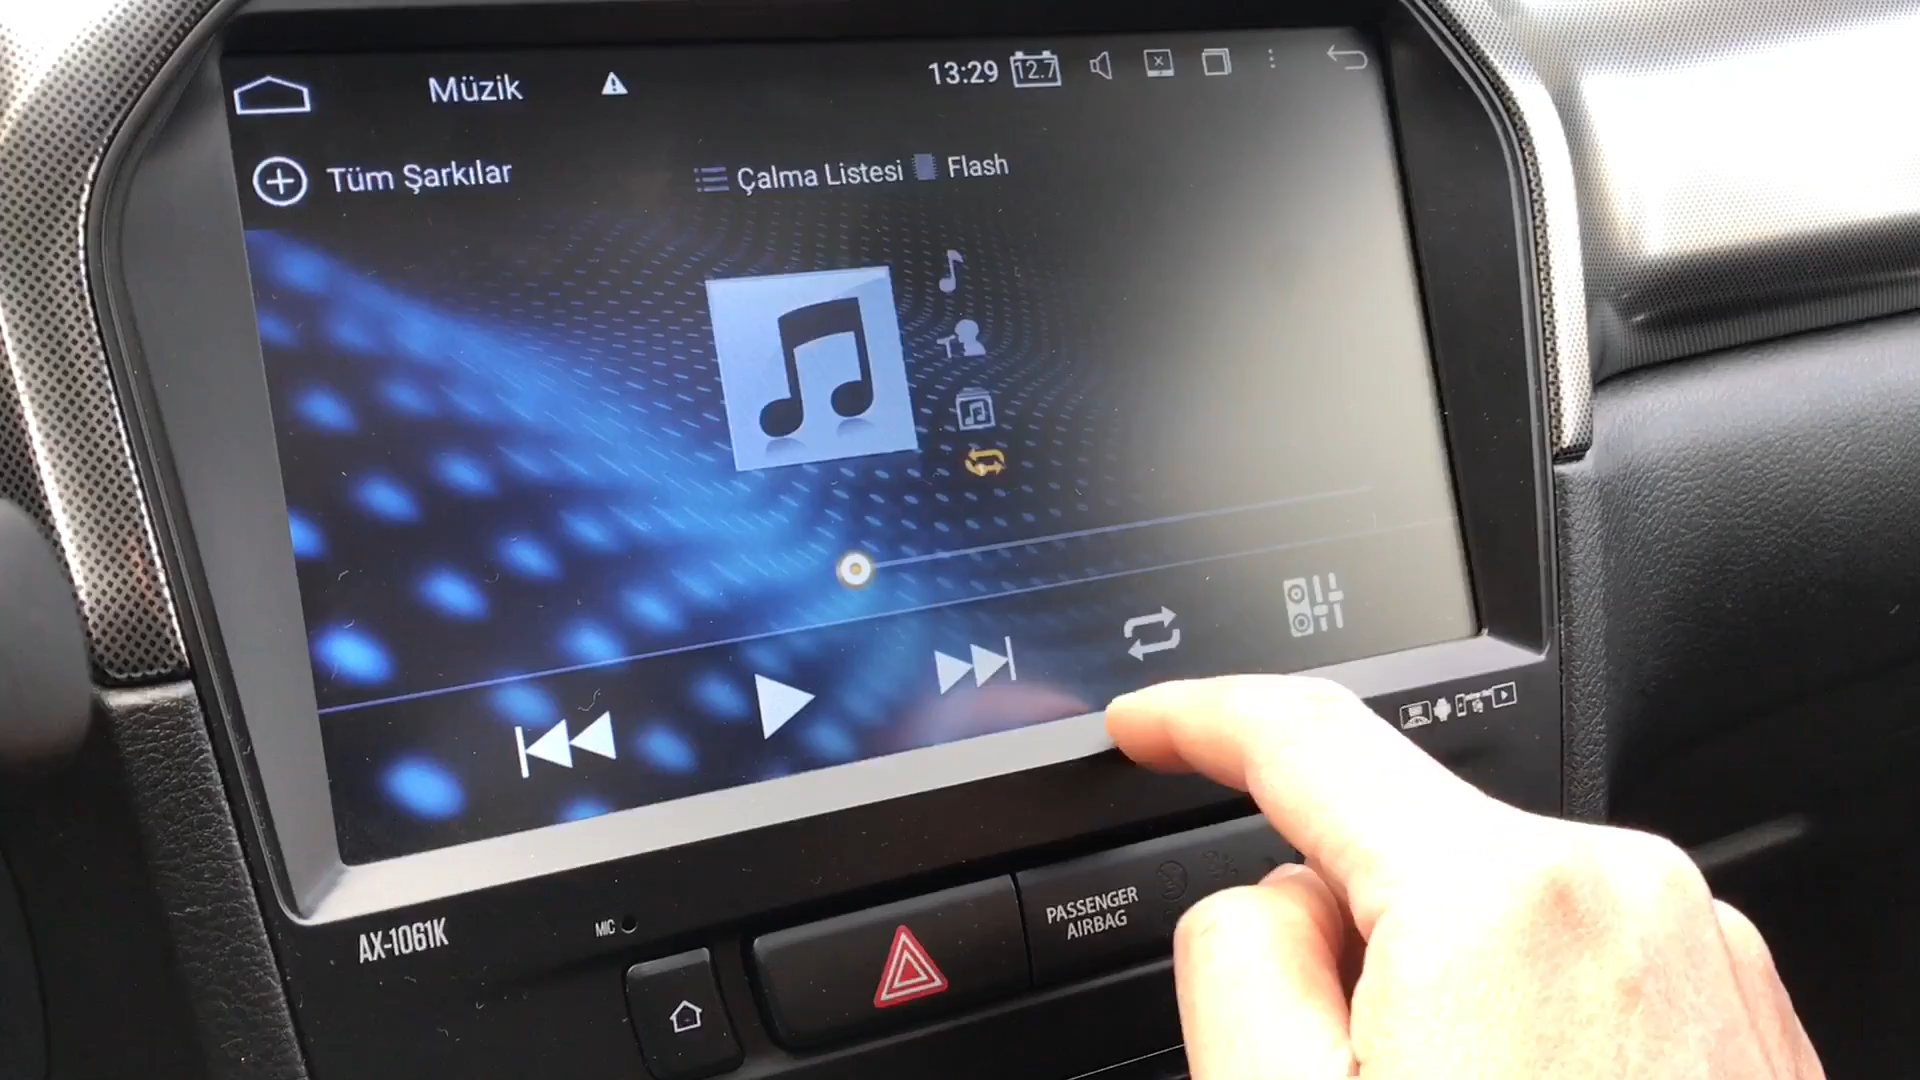 Müzik
13:29
12.7
Tüm Şarkılar
Çalma Listesi
Flash
AX-1061K
MIC
PASSENGER
AIRBAG